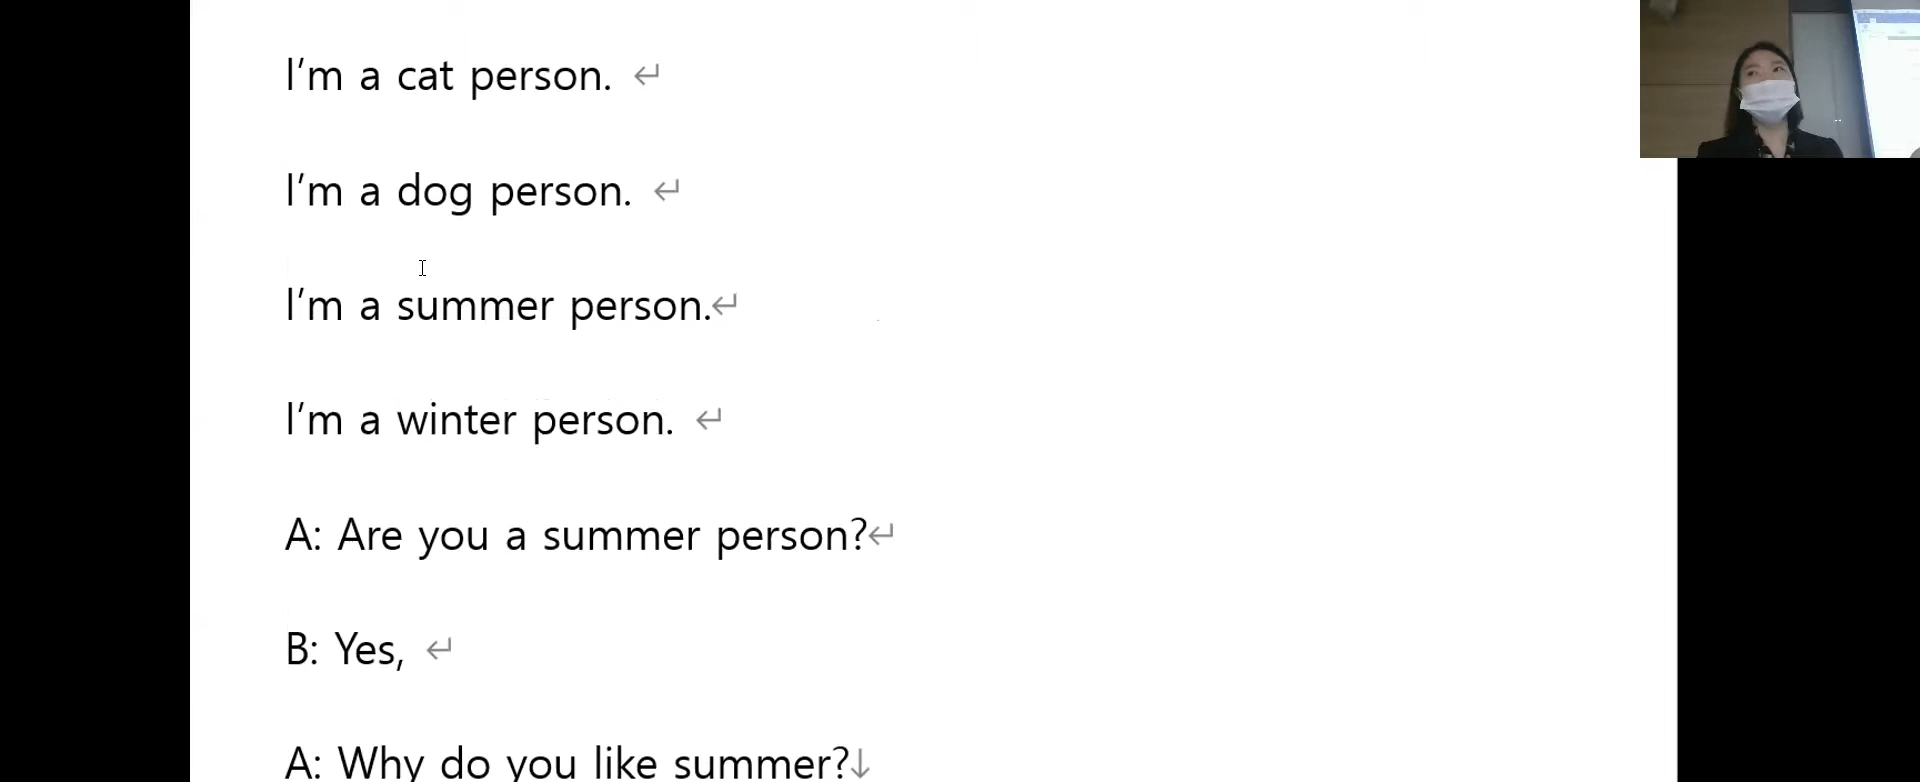 I'm a cat person.
I'm a dog person.
I'm a summer person.
I'm a winter person.
A: Are you a summer person?
B: Yes,
A: Why do you like summer?